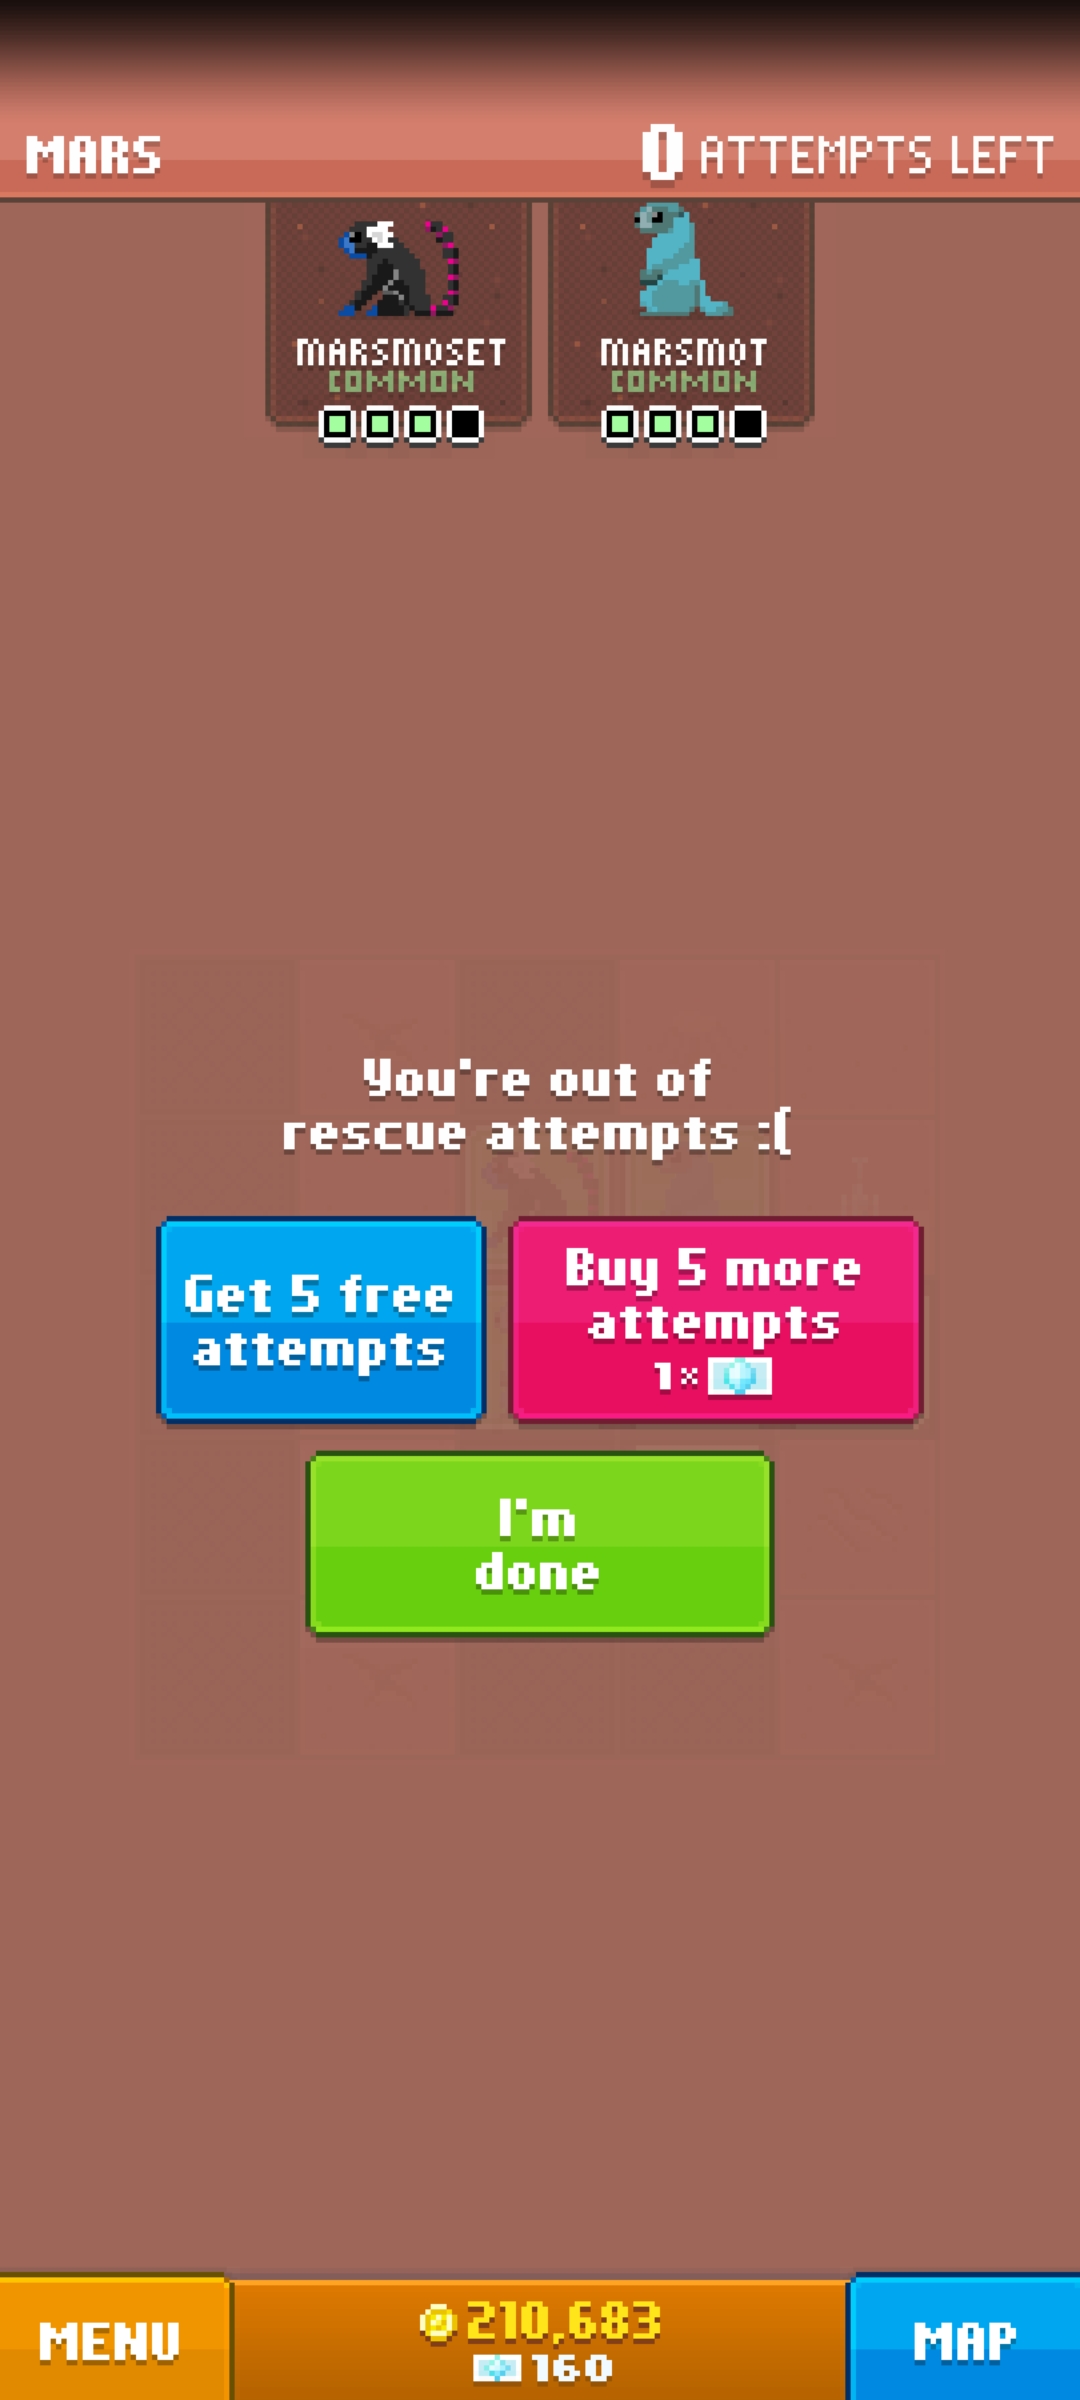 MARS
0 ATTEMPTS LEFT
MARSMOSET
COMMON
MARSMOT
COMMON
You're out of
rescue attempts :(
Get 5 free
attempts
Buy 5 more
attempts
1×
I'm
done
MENU
210,683
160
MAP